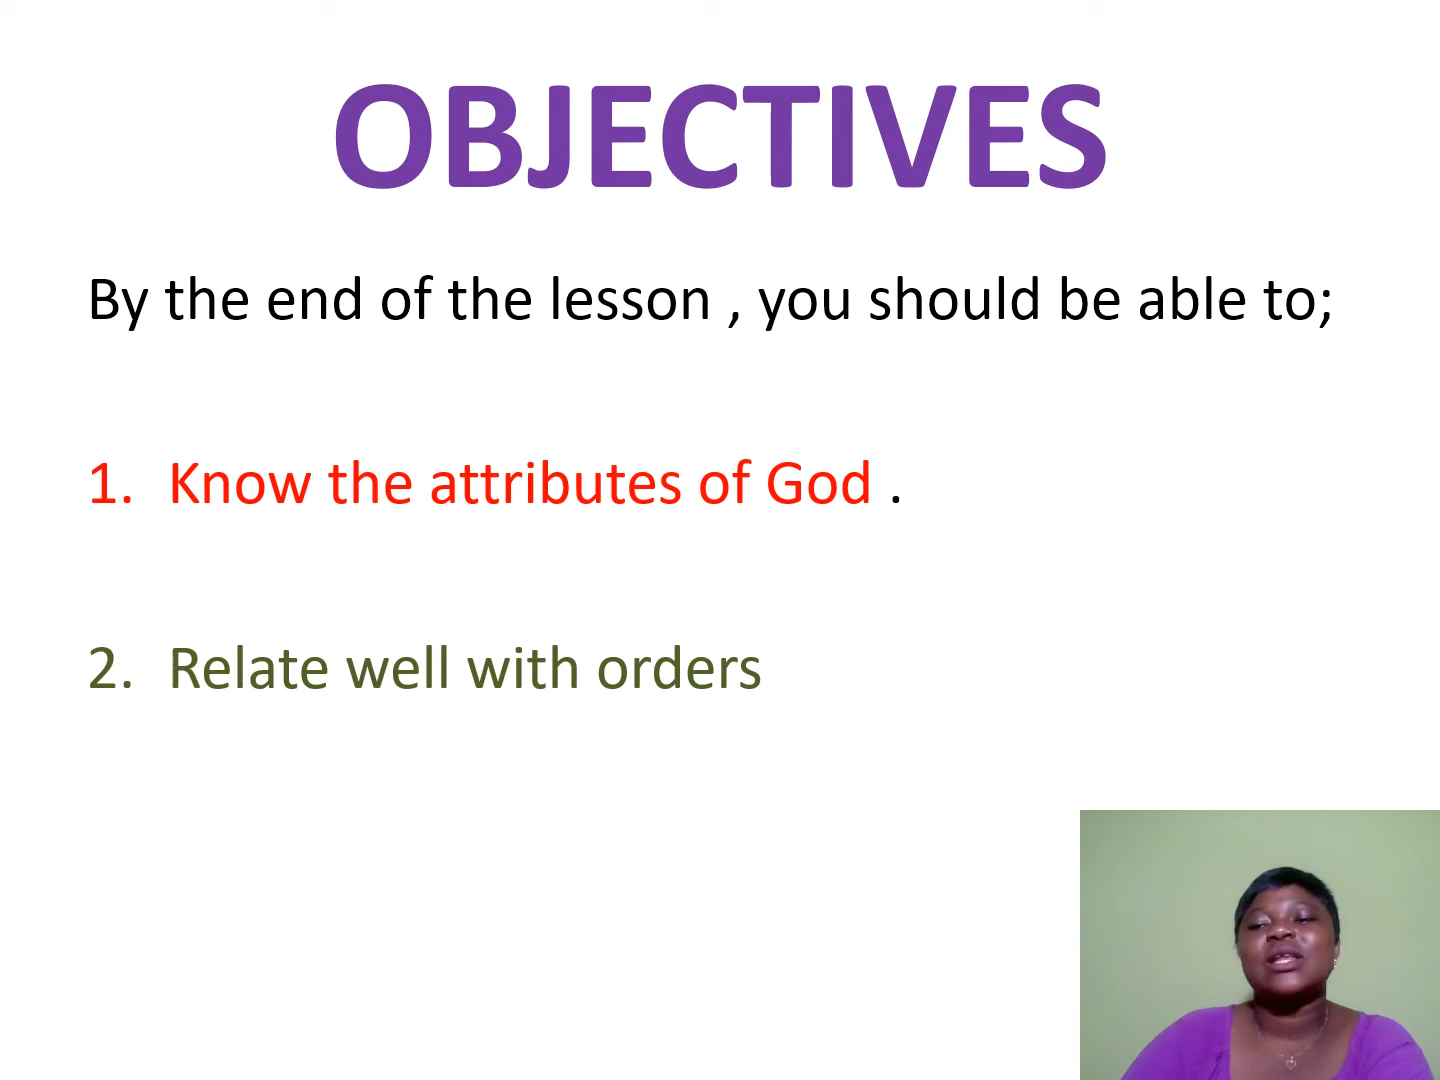 OBJECTIVES
By the end of the lesson , you should be able to;
1. Know the attributes of God .
2. Relate well with orders